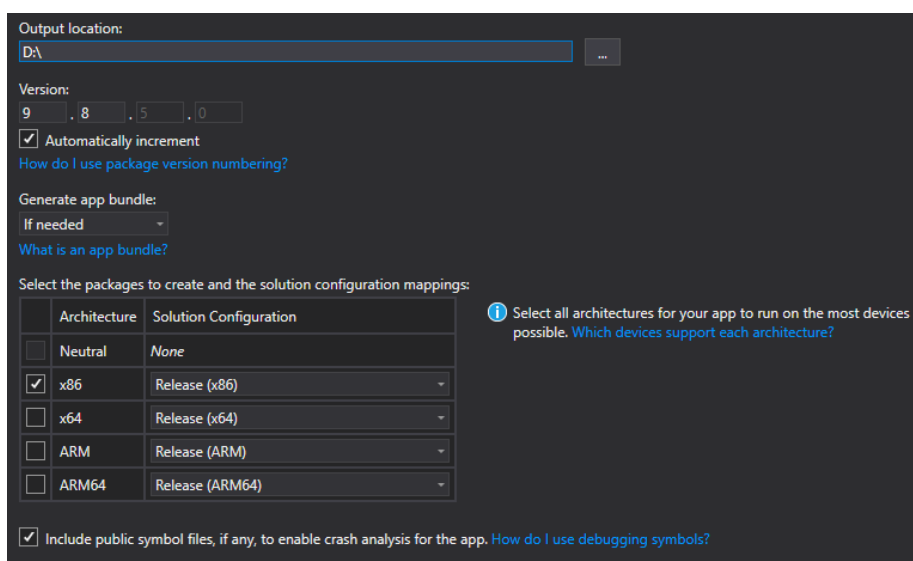 Output location:
D:\
...
Version:
9 . 8 . 5 . 0
Automatically increment
How do I use package version numbering?
Generate app bundle:
If needed
What is an app bundle?
Select the packages to create and the solution configuration mappings:
Architecture Solution Configuration
Neutral None
x86 Release (x86)
x64 Release (x64)
ARM Release (ARM)
ARM64 Release (ARM64)
Select all architectures for your app to run on the most devices
possible. Which devices support each architecture?
Include public symbol files, if any, to enable crash analysis for the app. How do I use debugging symbols?